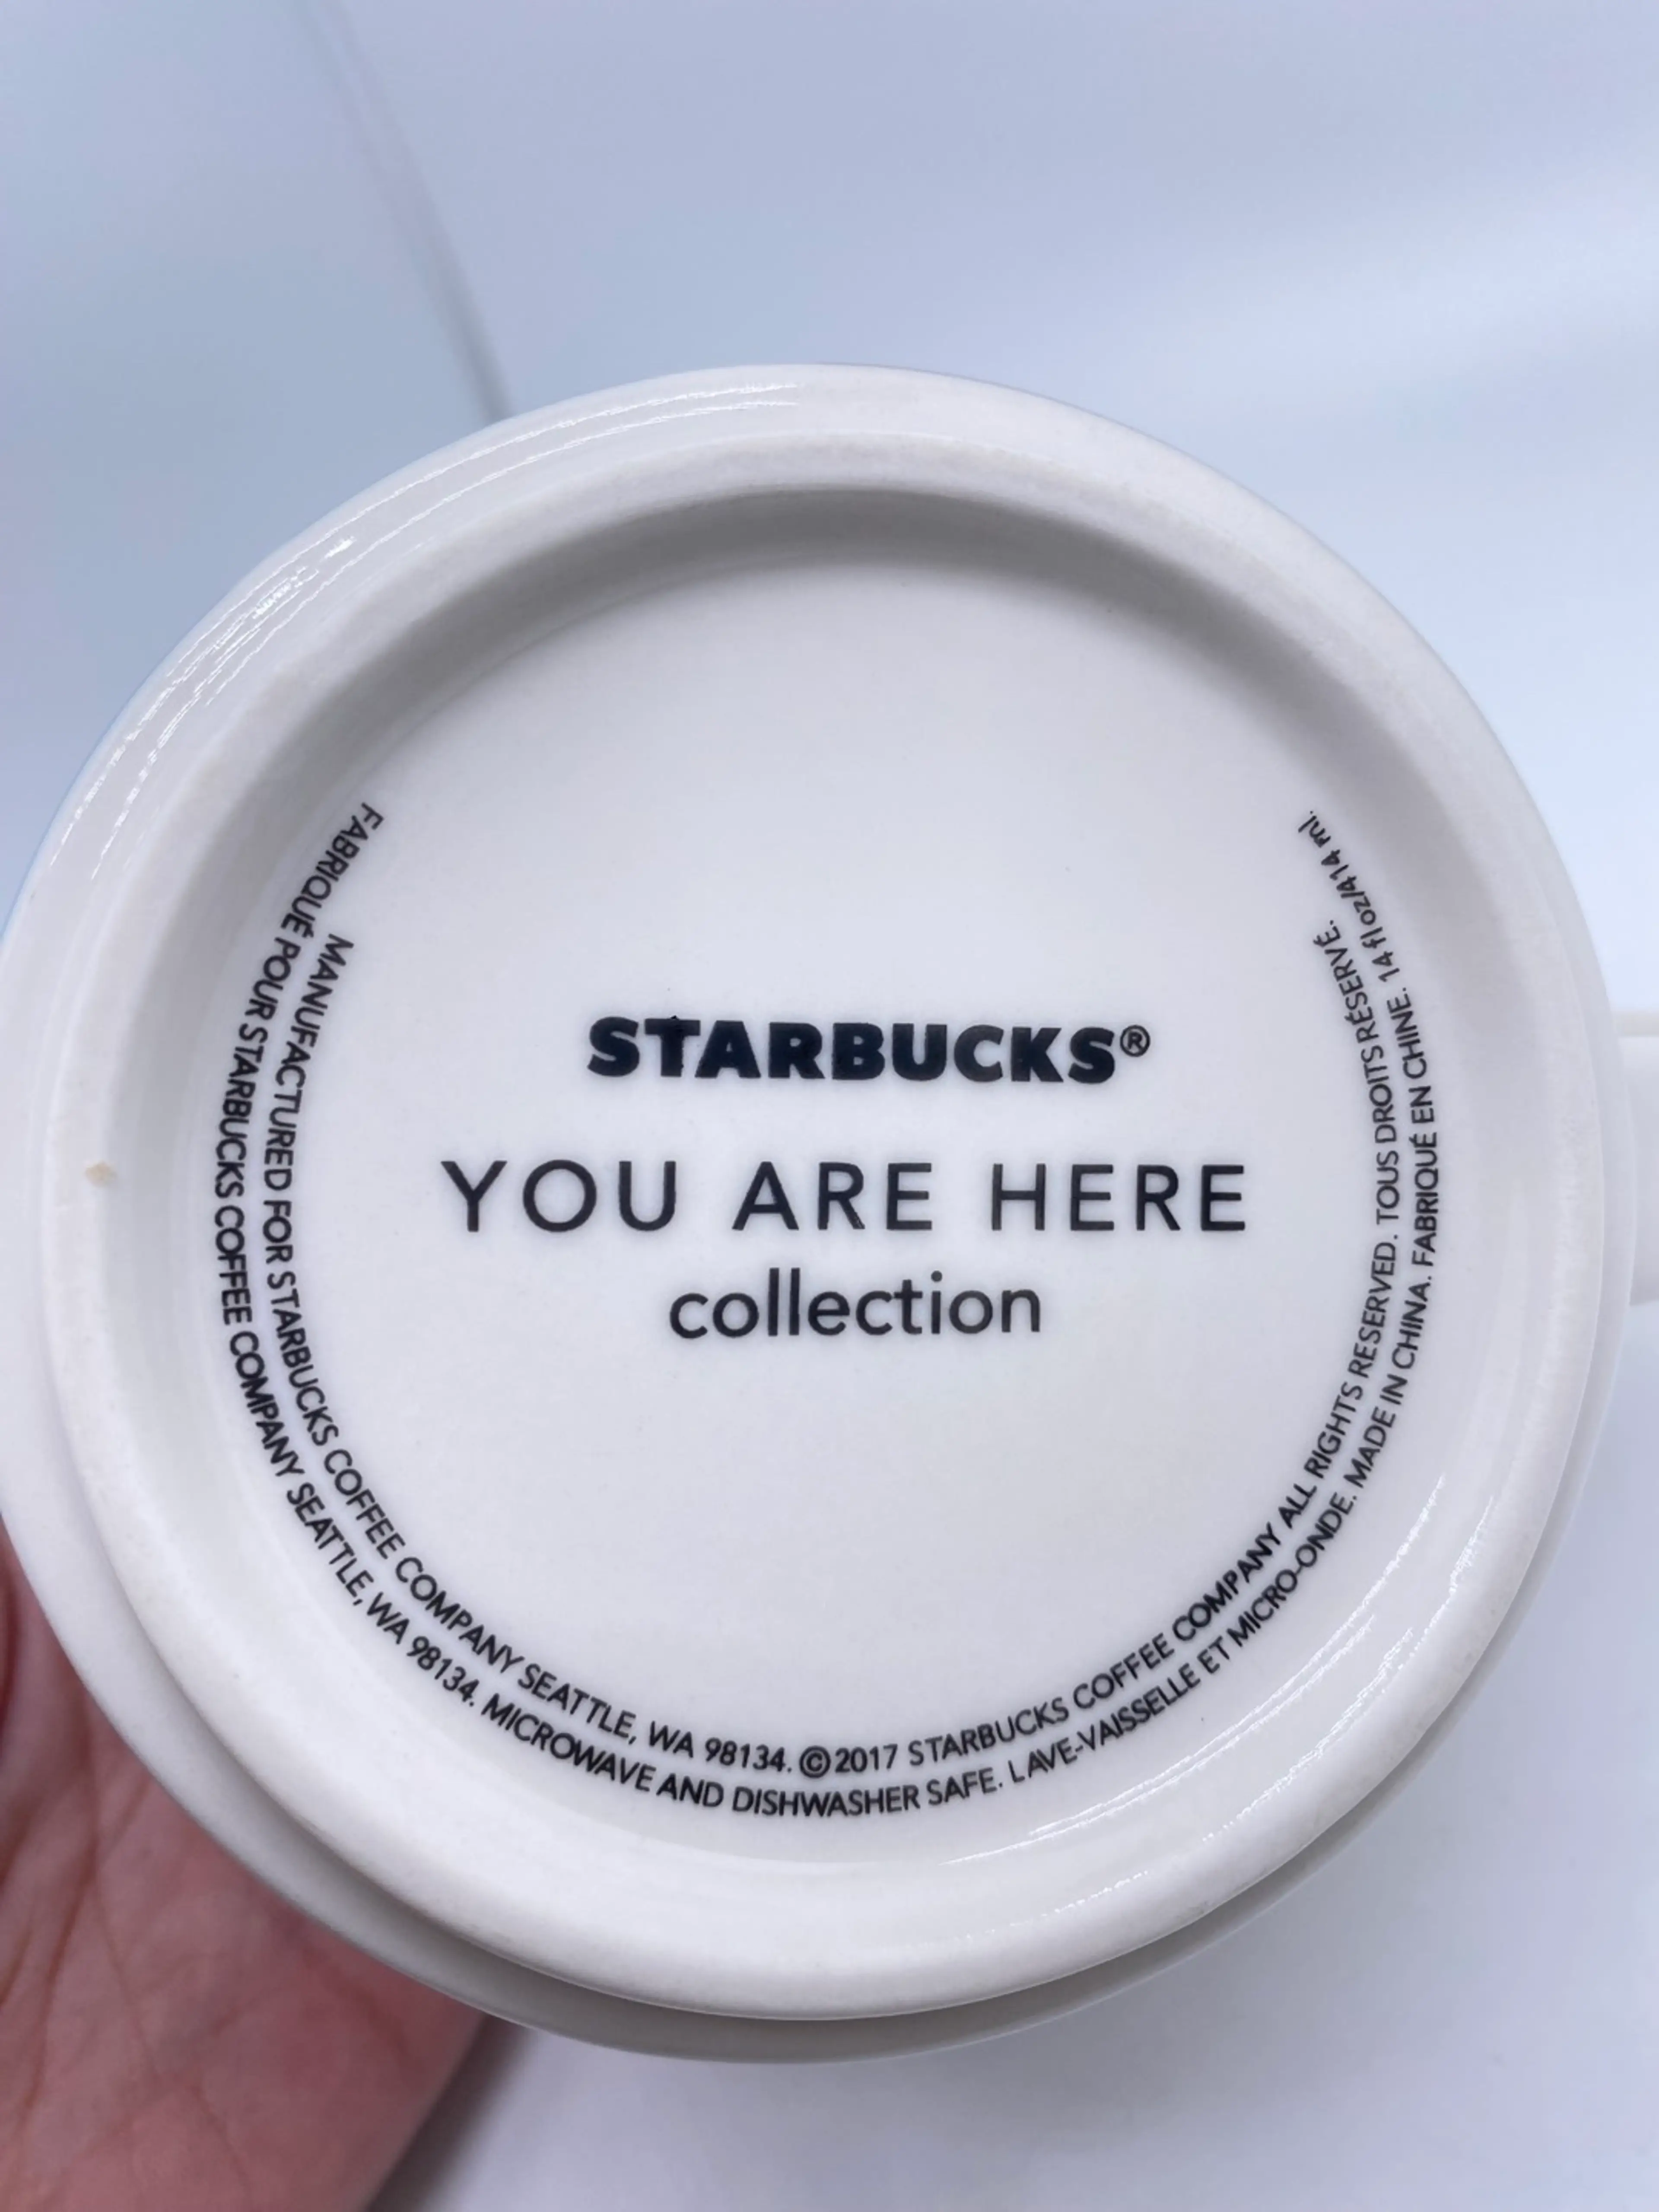 STARBUCKS®
YOU ARE HERE
collection
MANUFACTURED FOR STARBUCKS COFFEE COMPANY SEATTLE, WA 98134. ©2017 STARBUCKS COFFEE COMPANY ALL RIGHTS RESERVED. TOUS DROITS RÉSERVÉ.
FABRIQUÉ POUR STARBUCKS COFFEE COMPANY SEATTLE, WA 98134. MICROWAVE AND DISHWASHER SAFE. LAVE-VAISSELLE ET MICRO-ONDE. MADE IN CHINA. FABRIQUÉ EN CHINE. 14 fl oz/414 ml.